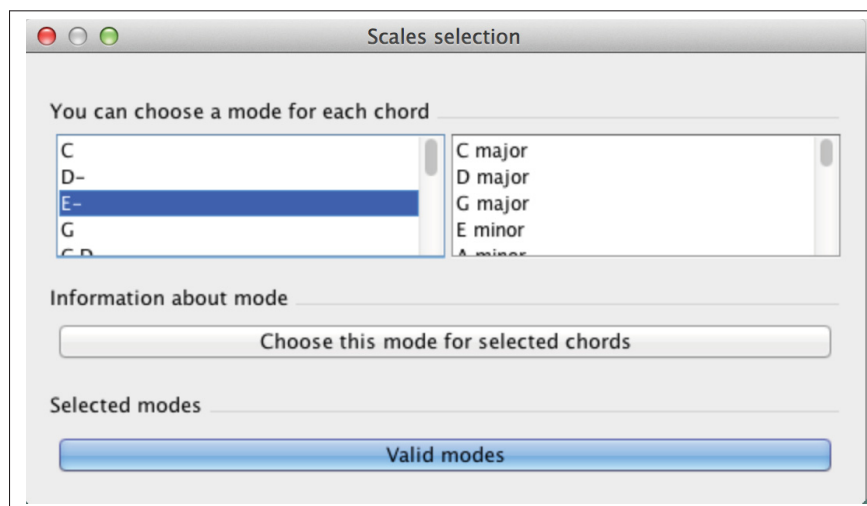 Scales selection
You can choose a mode for each chord
C
D-
E-
G
C major
D major
G major
E minor
A minor
Information about mode
Choose this mode for selected chords
Selected modes
Valid modes